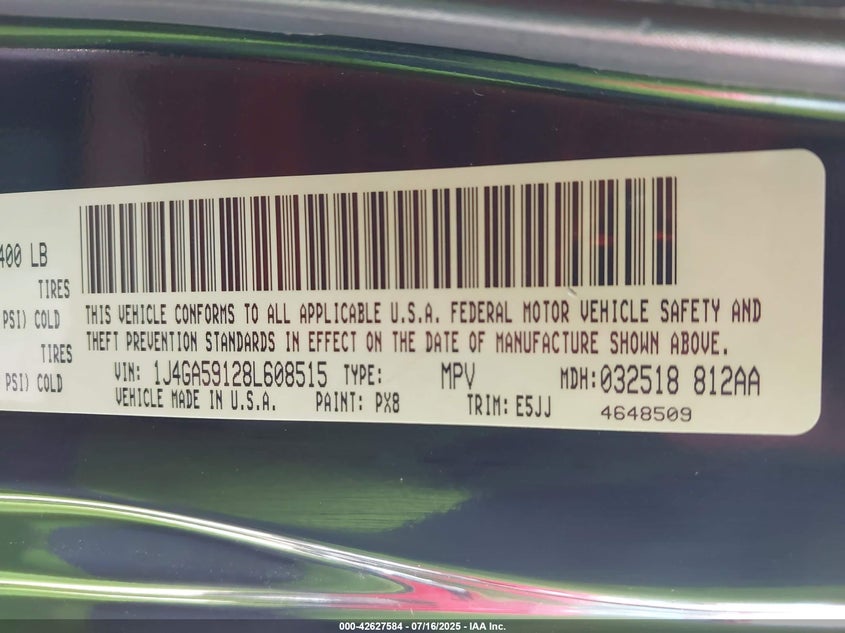 400 LB
TIRES
PSI) COLD
TIRES
PSI) COLD
THIS VEHICLE CONFORMS TO ALL APPLICABLE U.S.A. FEDERAL MOTOR VEHICLE SAFETY AND
THEFT PREVENTION STANDARDS IN EFFECT ON THE DATE OF MANUFACTURE SHOWN ABOVE.
VIN: 1J4GA59128L608515 TYPE: MPV MDH: 032518 812AA
VEHICLE MADE IN U.S.A. PAINT: PX8 TRIM: E5JJ 4648509
000-42627584 - 07/16/2025 - IAA Inc.